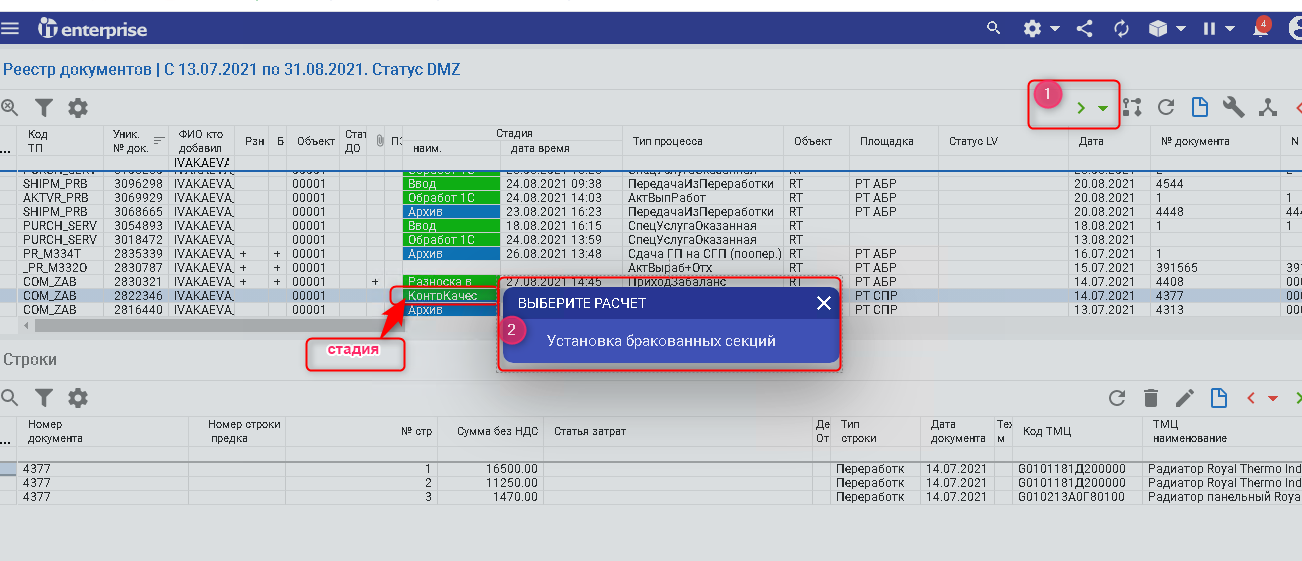 enterprise
4
Реестр документов | С 13.07.2021 по 31.08.2021. Статус DMZ
1
Код ТП Уник. № док. ФИО кто добавил Рзн Б Объект Стат ДО Стадия наим. дата время Тип процесса Объект Площадка Статус LV Дата № документа N
IVAKAEVA
SHIPM_PRB 3096298 IVAKAEVA, 00001 Ввод 24.08.2021 09:38 ПередачаИзПереработки RT РТ АБР 20.08.2021 4544
AKTVR_PRB 3069929 IVAKAEVA, 00001 Обработ 1С 24.08.2021 14:03 АктВыпРабот RT РТ АБР 20.08.2021 1 1
SHIPM_PRB 3068665 IVAKAEVA, 00001 Архив 23.08.2021 16:23 ПередачаИзПереработки RT РТ АБР 20.08.2021 4448
PURCH_SERV 3054893 IVAKAEVA, 00001 Ввод 18.08.2021 16:15 СпецУслугаОказанная RT 18.08.2021 1 1
PURCH_SERV 3018472 IVAKAEVA, 00001 Обработ 1С 24.08.2021 13:59 СпецУслугаОказанная RT 13.08.2021
PR_M334T 2835339 IVAKAEVA, + + 00001 Архив 26.08.2021 13:48 Сдача ГП на СГП (поопер.) RT РТ АБР 16.07.2021 1
_PR_M332O 2830787 IVAKAEVA, + + 00001 АктВыраб+Отх RT РТ АБР 15.07.2021 391565
COM_ZAB 2830321 IVAKAEVA, + + 00001 + Разноска в 27.08.2021 14:45 ПриходЗабаланс RT РТ АБР 14.07.2021 4408
COM_ZAB 2822346 IVAKAEVA, 00001 КонтрКачес РТ СПР 14.07.2021 4377
COM_ZAB 2816440 IVAKAEVA, 00001 Архив РТ СПР 13.07.2021 4313
ВЫБЕРИТЕ РАСЧЕТ
2
Установка бракованных секций
стадия
Строки
Номер документа Номер строки предка № стр Сумма без НДС Статья затрат Де От Тип строки Дата документа Тех м Код ТМЦ ТМЦ наименование
4377 1 16500.00 Переработк 14.07.2021 G0101181Д200000 Радиатор Royal Thermo Ind
4377 2 11250.00 Переработк 14.07.2021 G0101181Д200000 Радиатор Royal Thermo Ind
4377 3 1470.00 Переработк 14.07.2021 G010213А0Г80100 Радиатор панельный Roya